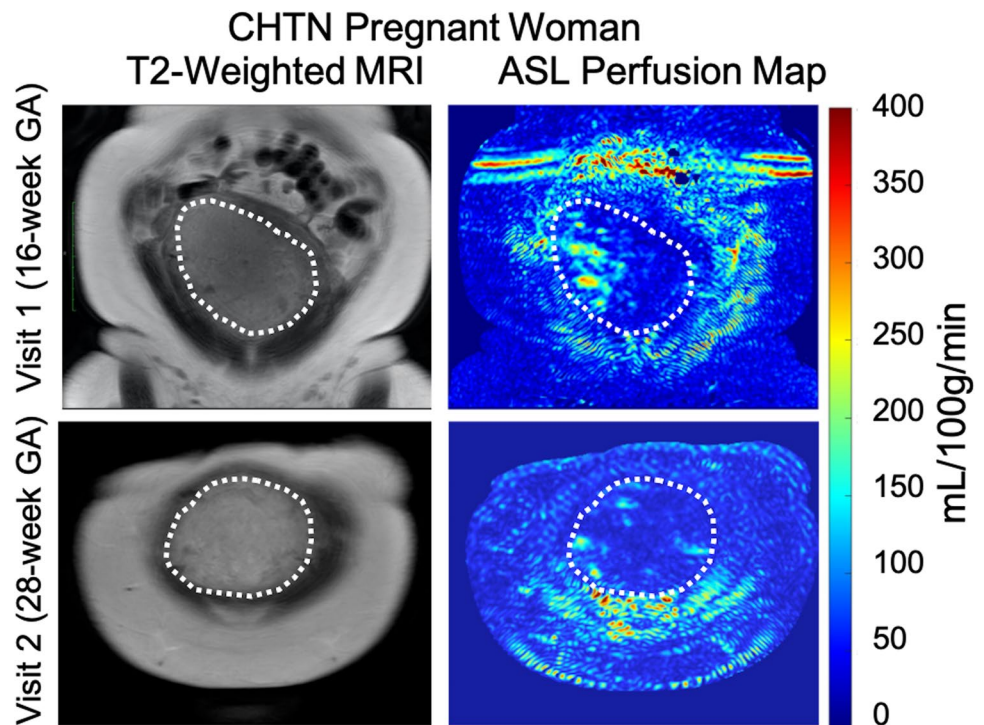 CHTN Pregnant Woman
T2-Weighted MRI
ASL Perfusion Map
Visit 1 (16-week GA)
Visit 2 (28-week GA)
400
350
300
250
200
150
100
50
0
mL/100g/min